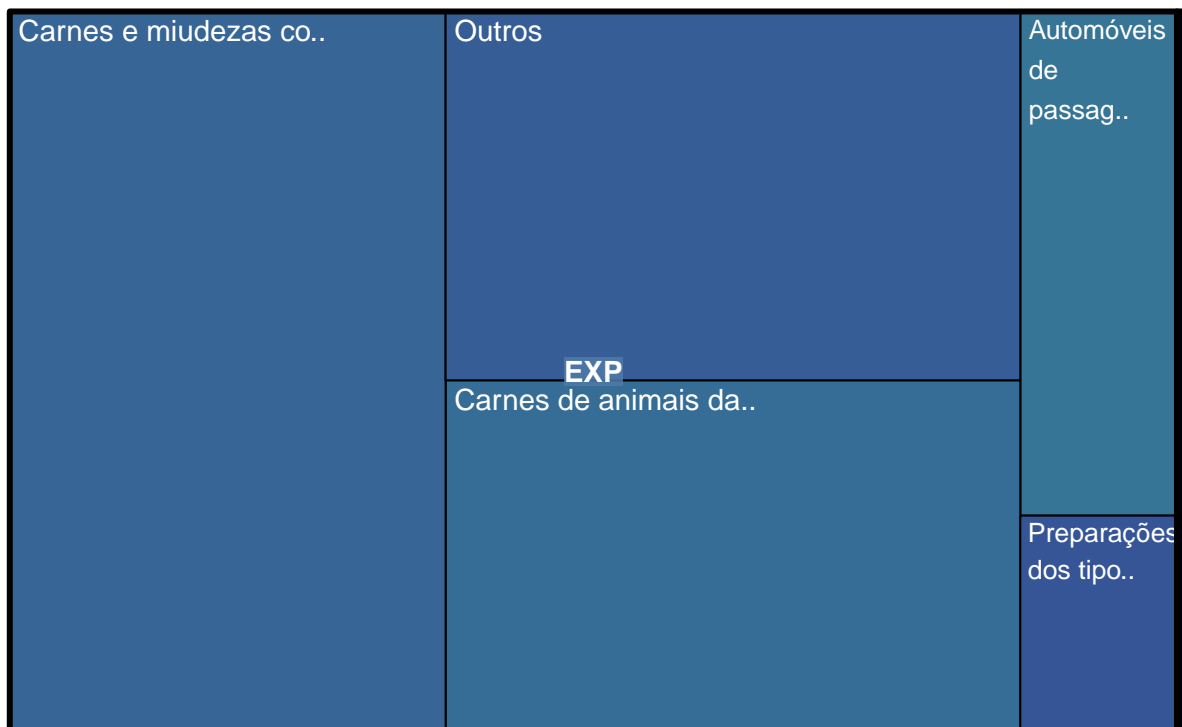 Carnes e miudezas co..
Outros
Automóveis
de
passag..
EXP
Carnes de animais da..
Preparações
dos tipo..